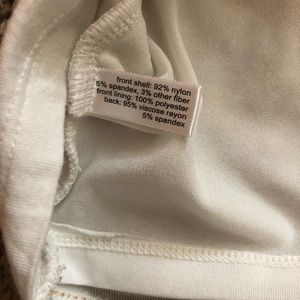 front shell: 92% nylon
5% spandex, 3% other fiber
front lining: 100% polyester
back: 95% viscose rayon
5% spandex